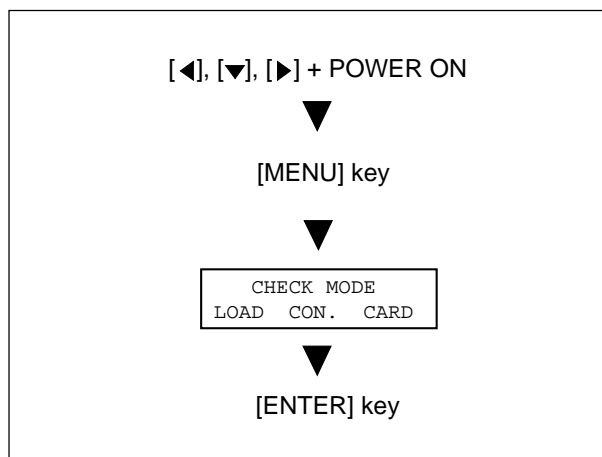 [◀], [▼], [▶] + POWER ON
[MENU] key
CHECK MODE
LOAD CON. CARD
[ENTER] key